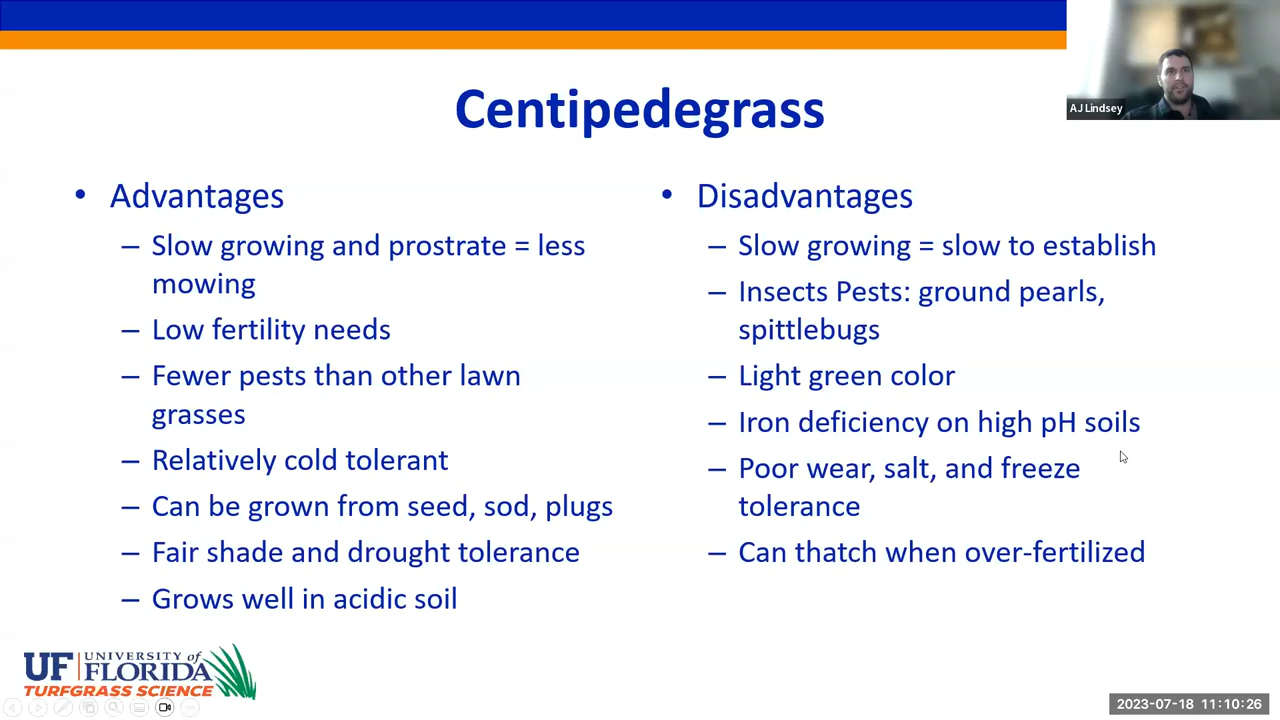 AJ Lindsey
Centipedegrass
• Advantages
– Slow growing and prostrate = less
mowing
– Low fertility needs
– Fewer pests than other lawn
grasses
– Relatively cold tolerant
– Can be grown from seed, sod, plugs
– Fair shade and drought tolerance
– Grows well in acidic soil
• Disadvantages
– Slow growing = slow to establish
– Insects Pests: ground pearls,
spittlebugs
– Light green color
– Iron deficiency on high pH soils
– Poor wear, salt, and freeze
tolerance
– Can thatch when over-fertilized
UF UNIVERSITY of
FLORIDA
TURFGRASS SCIENCE
2023-07-18 11:10:26